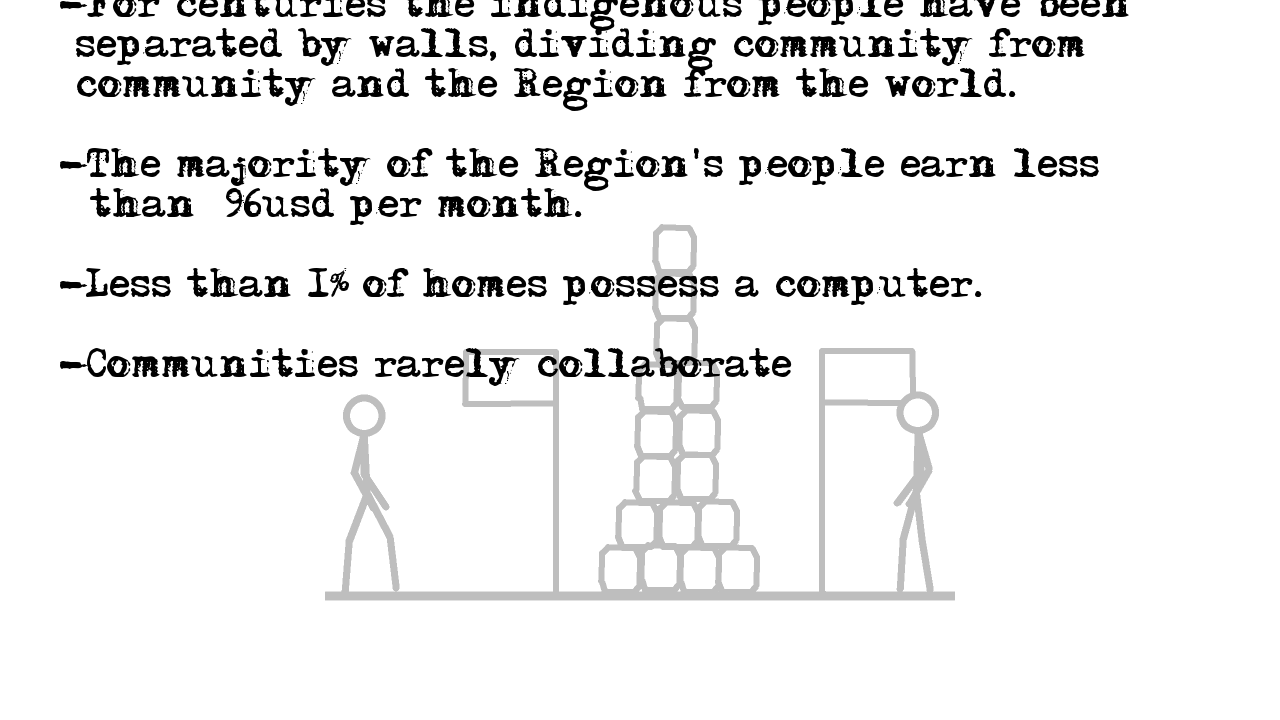 -For centuries the indigenous people have been
separated by walls, dividing community from
community and the Region from the world.
-The majority of the Region's people earn less
than 96usd per month.
-Less than 1% of homes possess a computer.
-Communities rarely collaborate